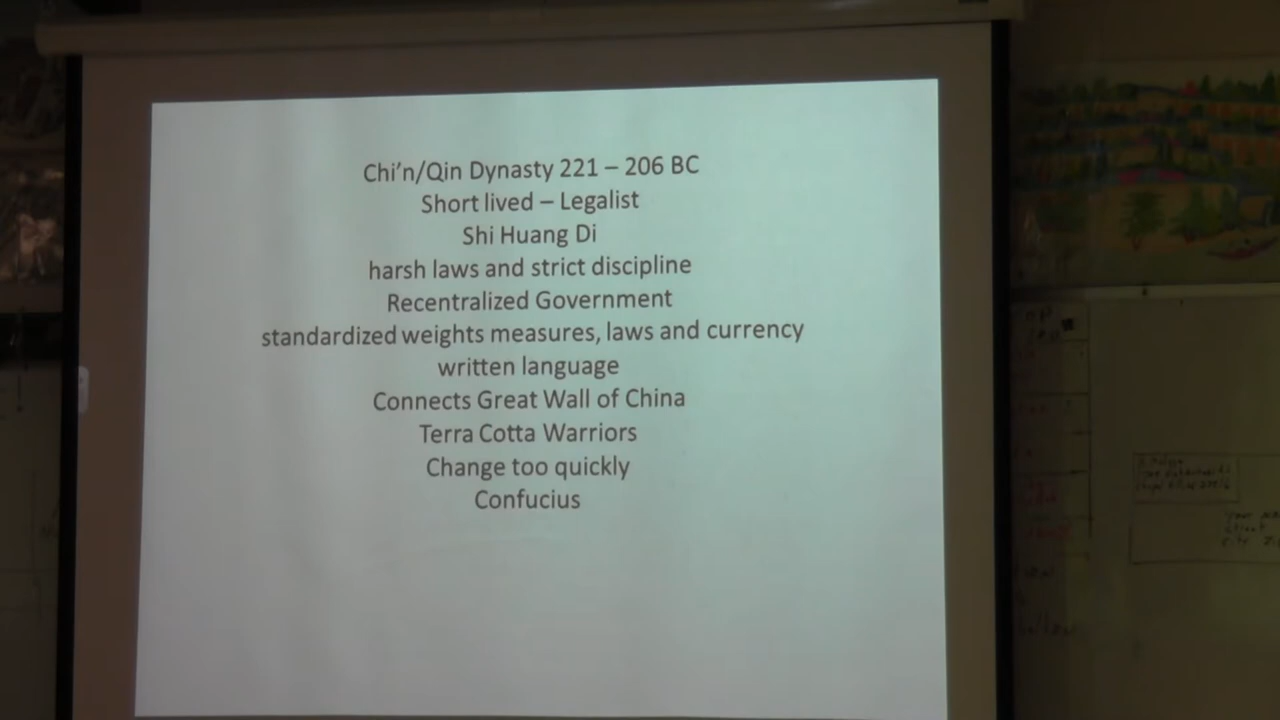 Chi'n/Qin Dynasty 221 – 206 BC
Short lived – Legalist
Shi Huang Di
harsh laws and strict discipline
Recentralized Government
standardized weights measures, laws and currency
written language
Connects Great Wall of China
Terra Cotta Warriors
Change too quickly
Confucius